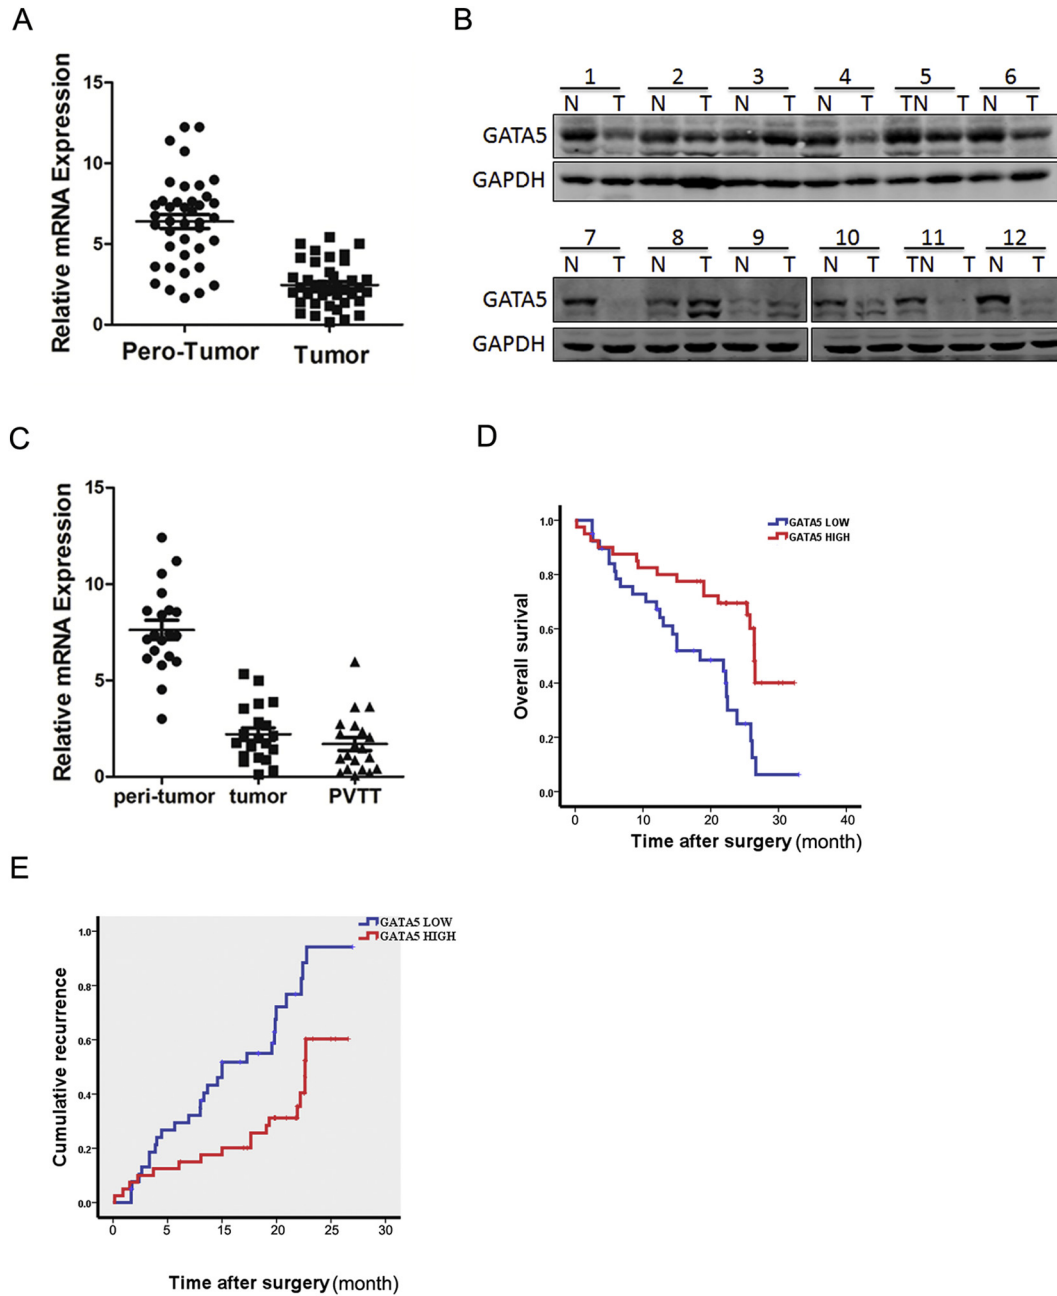 A
Relative mRNA Expression
15
10
5
0
Pero-Tumor
Tumor
B
1 2 3 4 5 6
N T N T N T N T TN T N T
GATA5
GAPDH
7 8 9 10 11 12
N T N T N T N T TN T N T
GATA5
GAPDH
C
Relative mRNA Expression
15
10
5
0
peri-tumor
tumor
PVTT
D
GATA5 LOW
GATA5 HIGH
Overall surival
1.0
0.8
0.6
0.4
0.2
0.0
0 10 20 30 40
Time after surgery (month)
E
GATA5 LOW
GATA5 HIGH
Cumulative recurrence
1.0
0.8
0.6
0.4
0.2
0.0
0 5 15 20 25 30
Time after surgery (month)